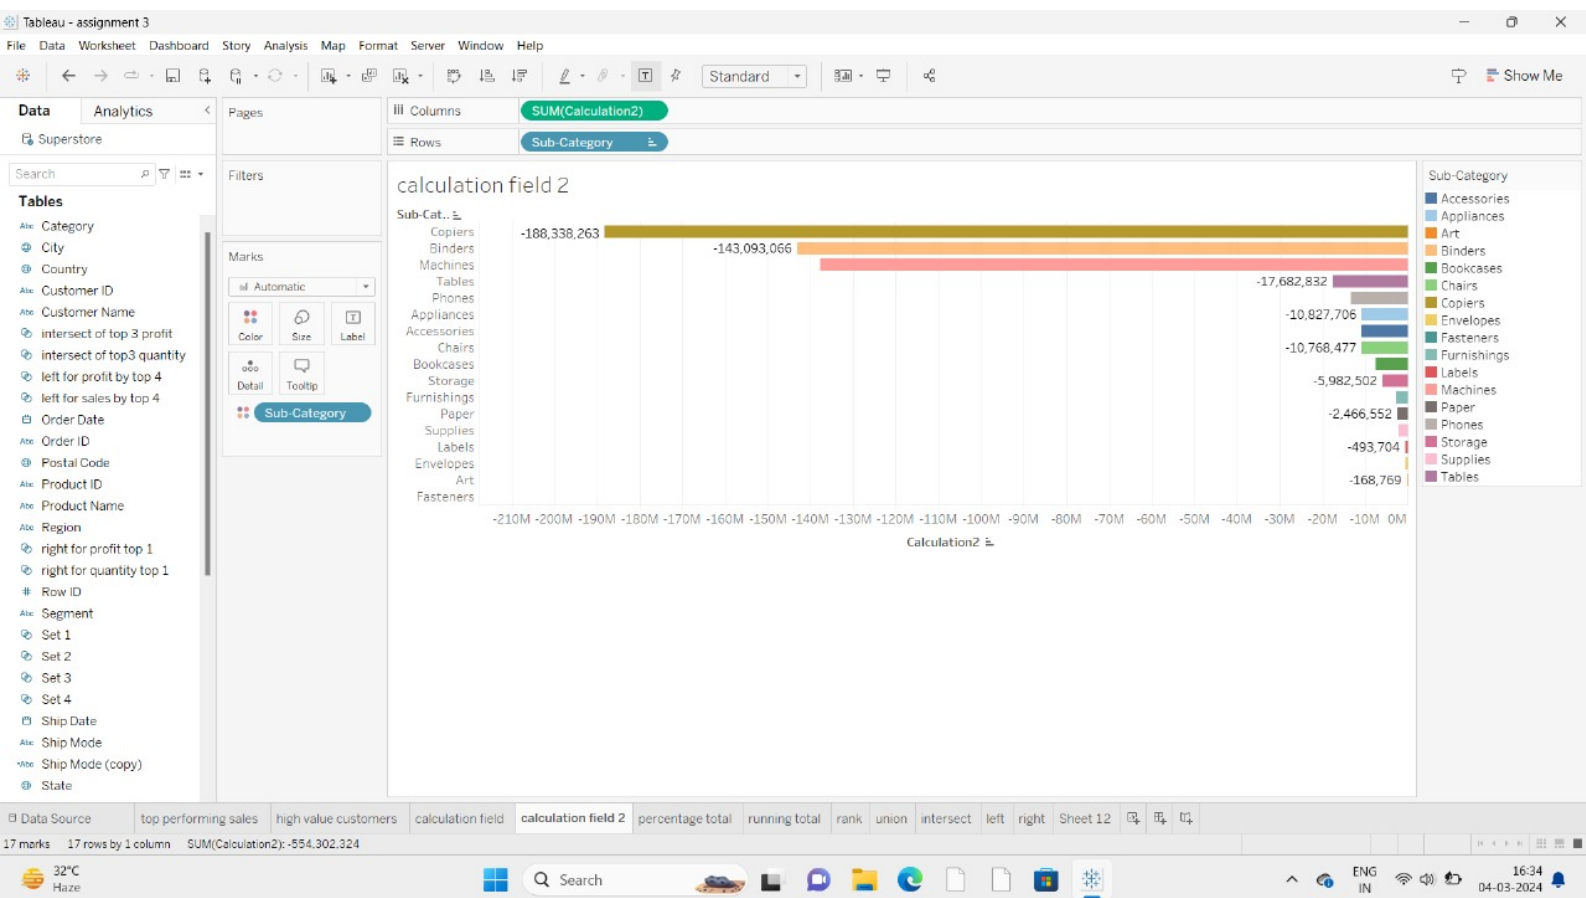 Tableau - assignment 3
File Data Worksheet Dashboard Story Analysis Map Format Server Window Help
Standard
Show Me
Data
Analytics
Superstore
Search
Tables
Abc Category
City
Country
Abc Customer ID
Abc Customer Name
intersect of top 3 profit
intersect of top3 quantity
left for profit by top 4
left for sales by top 4
Order Date
Abc Order ID
Postal Code
Abc Product ID
Abc Product Name
Abc Region
right for profit top 1
right for quantity top 1
# Row ID
Abc Segment
Set 1
Set 2
Set 3
Set 4
Ship Date
Abc Ship Mode
Abc Ship Mode (copy)
State
Pages
Filters
Marks
Automatic
Color
Size
Label
Detail
Tooltip
Sub-Category
Columns
SUM(Calculation2)
Rows
Sub-Category
calculation field 2
Sub-Cat..
Copiers -188,338,263
Binders -143,093,066
Machines
Tables -17,682,832
Phones
Appliances -10,827,706
Accessories
Chairs -10,768,477
Bookcases
Storage -5,982,502
Furnishings
Paper -2,466,552
Supplies
Labels -493,704
Envelopes
Art -168,769
Fasteners
-210M -200M -190M -180M -170M -160M -150M -140M -130M -120M -110M -100M -90M -80M -70M -60M -50M -40M -30M -20M -10M 0M
Calculation2
Sub-Category
Accessories
Appliances
Art
Binders
Bookcases
Chairs
Copiers
Envelopes
Fasteners
Furnishings
Labels
Machines
Paper
Phones
Storage
Supplies
Tables
Data Source
top performing sales
high value customers
calculation field
calculation field 2
percentage total
running total
rank
union
intersect
left
right
Sheet 12
17 marks 17 rows by 1 column SUM(Calculation2): -554,302,324
32°C
Haze
Search
ENG
IN
16:34
04-03-2024